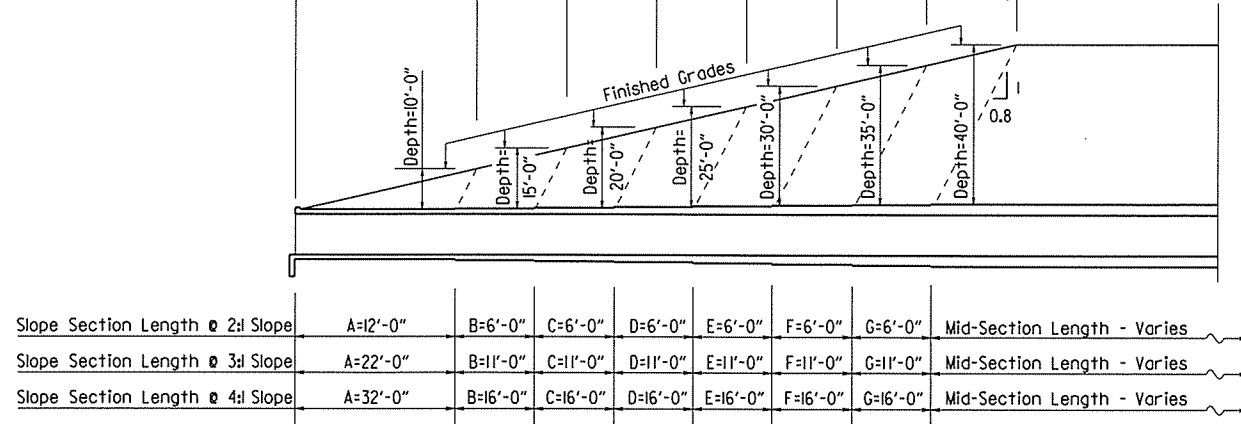 Finished Grades
Depth=10'-0"
Depth=
15'-0"
Depth=
20'-0"
Depth=
25'-0"
Depth=30'-0"
Depth=35'-0"
Depth=40'-0"
1
0.8
Slope Section Length @ 2:1 Slope A=12'-0" B=6'-0" C=6'-0" D=6'-0" E=6'-0" F=6'-0" G=6'-0" Mid-Section Length - Varies
Slope Section Length @ 3:1 Slope A=22'-0" B=11'-0" C=11'-0" D=11'-0" E=11'-0" F=11'-0" G=11'-0" Mid-Section Length - Varies
Slope Section Length @ 4:1 Slope A=32'-0" B=16'-0" C=16'-0" D=16'-0" E=16'-0" F=16'-0" G=16'-0" Mid-Section Length - Varies